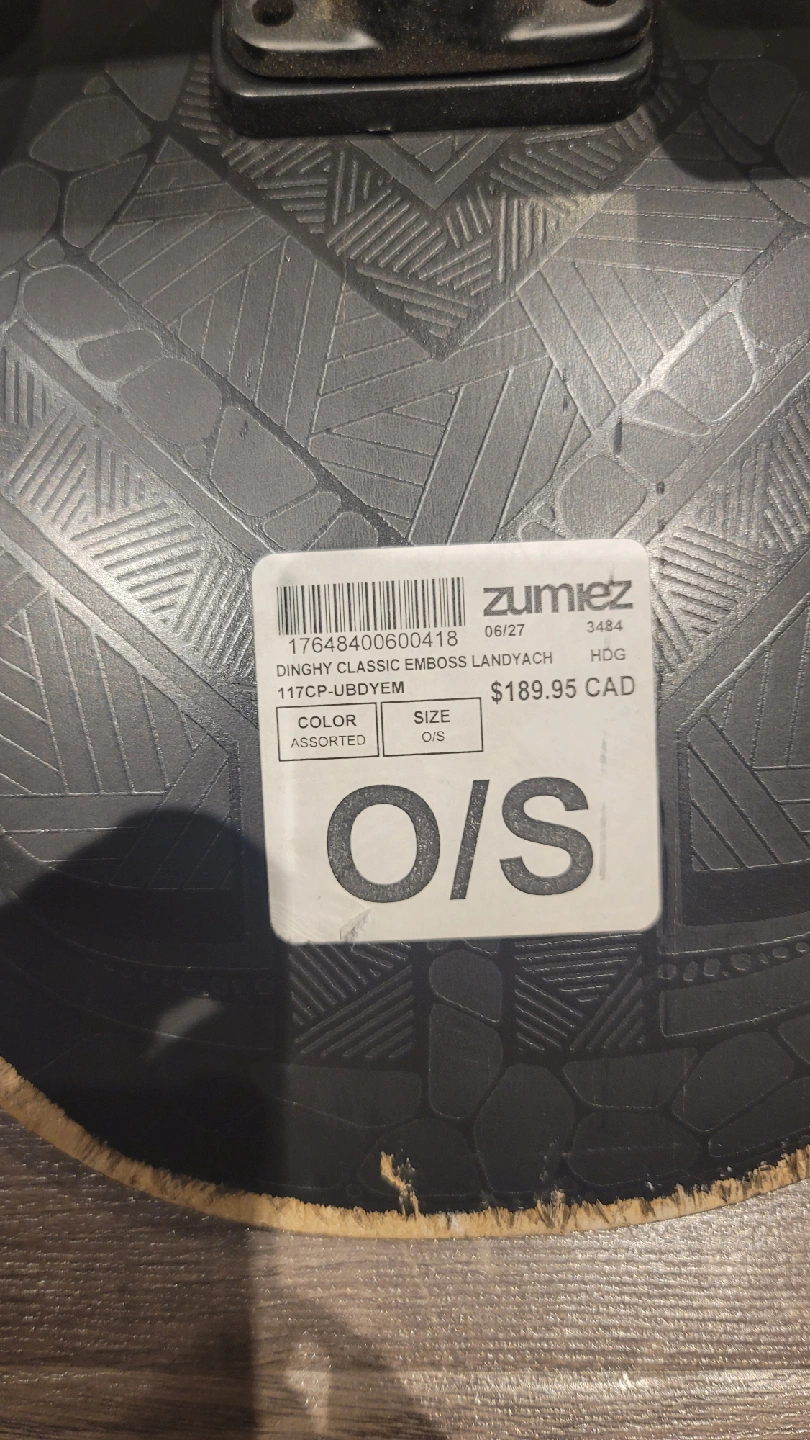 zumiez
17648400600418
06/27 3484
DINGHY CLASSIC EMBOSS LANDYACH HDG
117CP-UBDYEM $189.95 CAD
COLOR SIZE
ASSORTED O/S
O/S